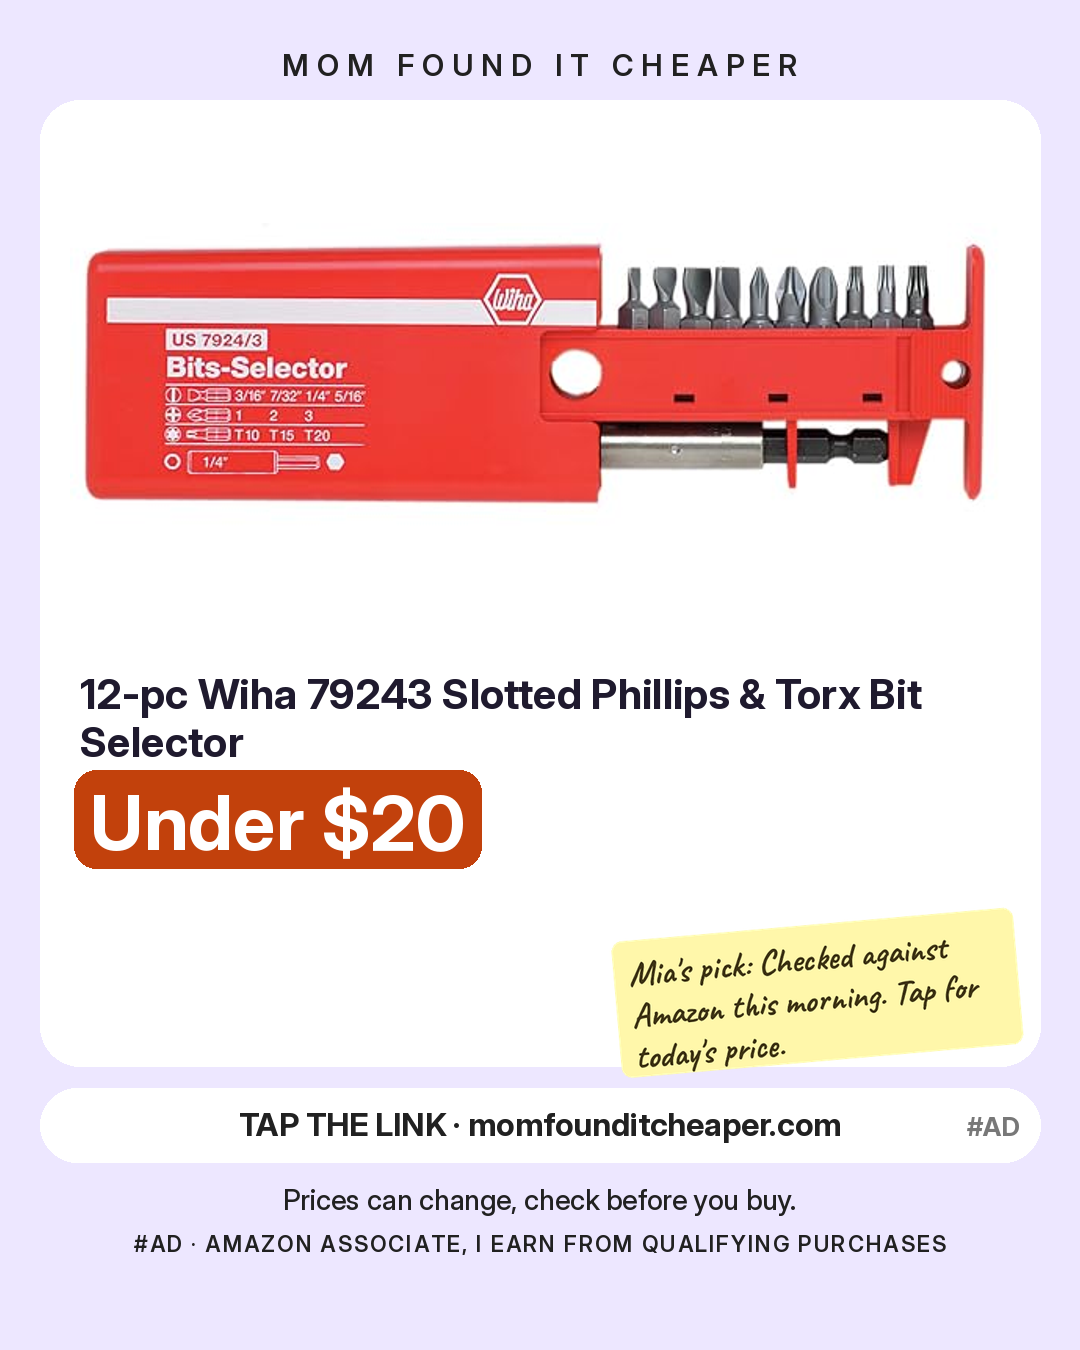 MOM FOUND IT CHEAPER
Wiha
US 7924/3
Bits-Selector
3/16" 7/32" 1/4" 5/16"
1 2 3
T10 T15 T20
1/4"
12-pc Wiha 79243 Slotted Phillips & Torx Bit
Selector
Under $20
Mia's pick: Checked against
Amazon this morning. Tap for
today's price.
TAP THE LINK · momfounditcheaper.com
#AD
Prices can change, check before you buy.
#AD · AMAZON ASSOCIATE, I EARN FROM QUALIFYING PURCHASES